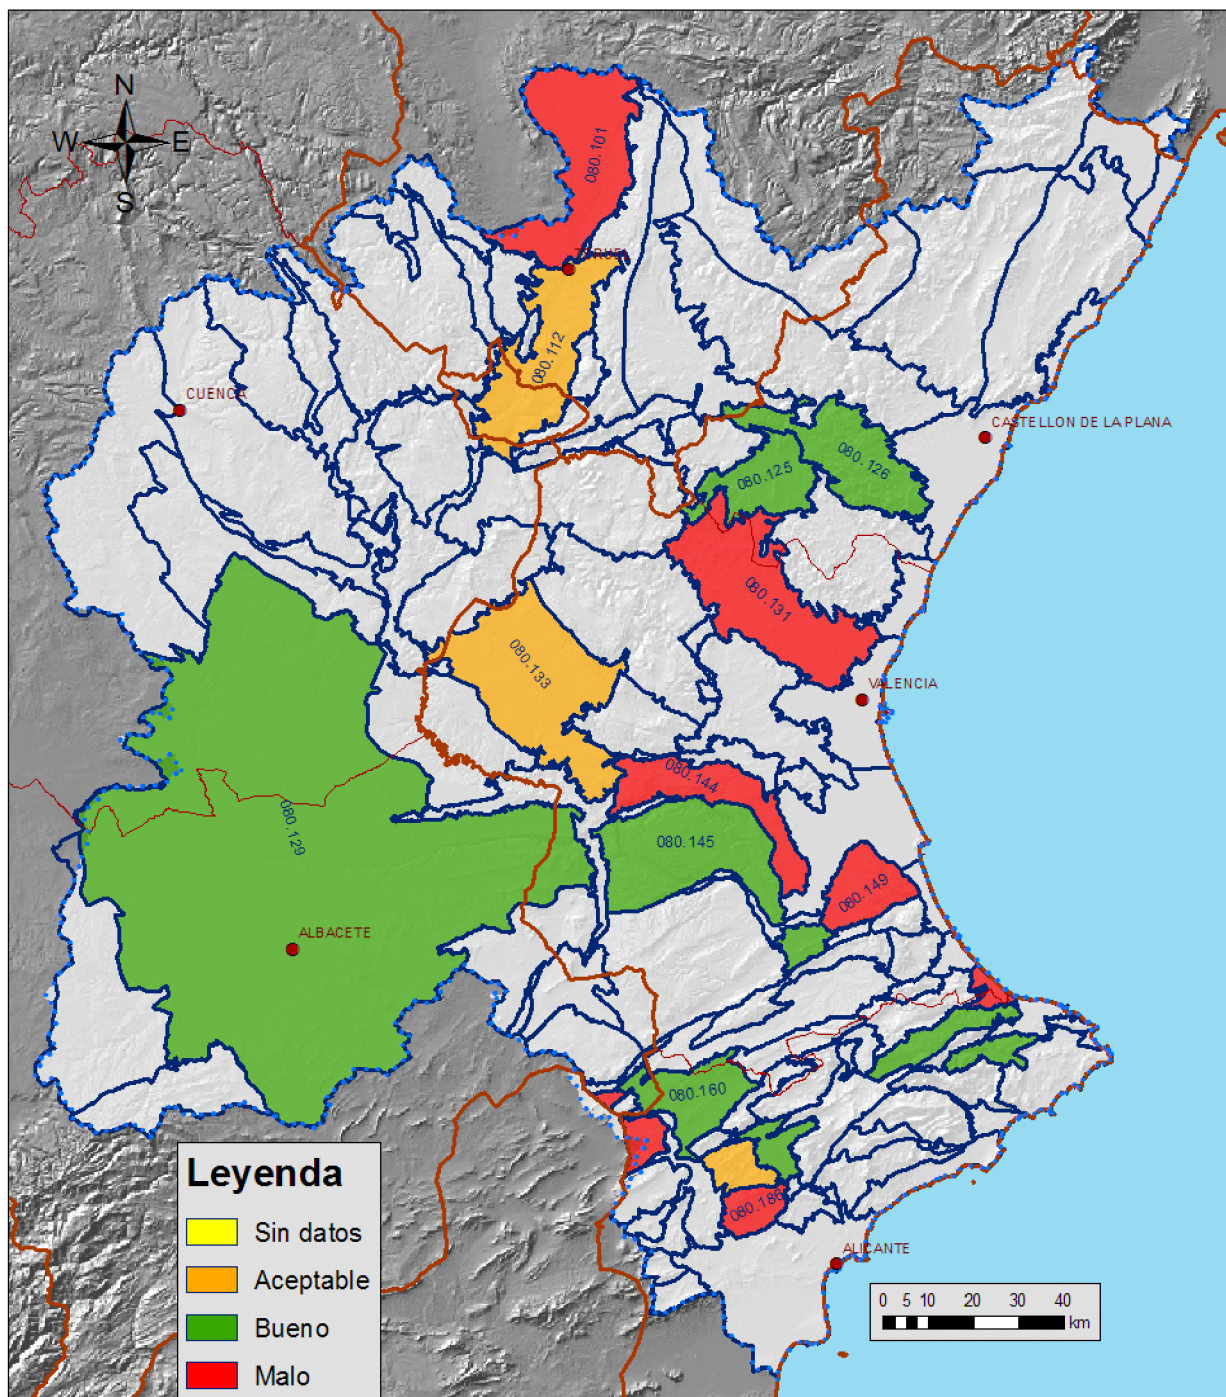 N
W E
S
080.101
TERUEL
080.112
CUENCA
CASTELLON DE LA PLANA
080.125
080.126
080.131
080.133
VALENCIA
080.144
080.129
080.145
080.149
ALBACETE
080.160
080.186
ALICANTE
Leyenda
Sin datos
Aceptable
Bueno
Malo
0 5 10 20 30 40
km